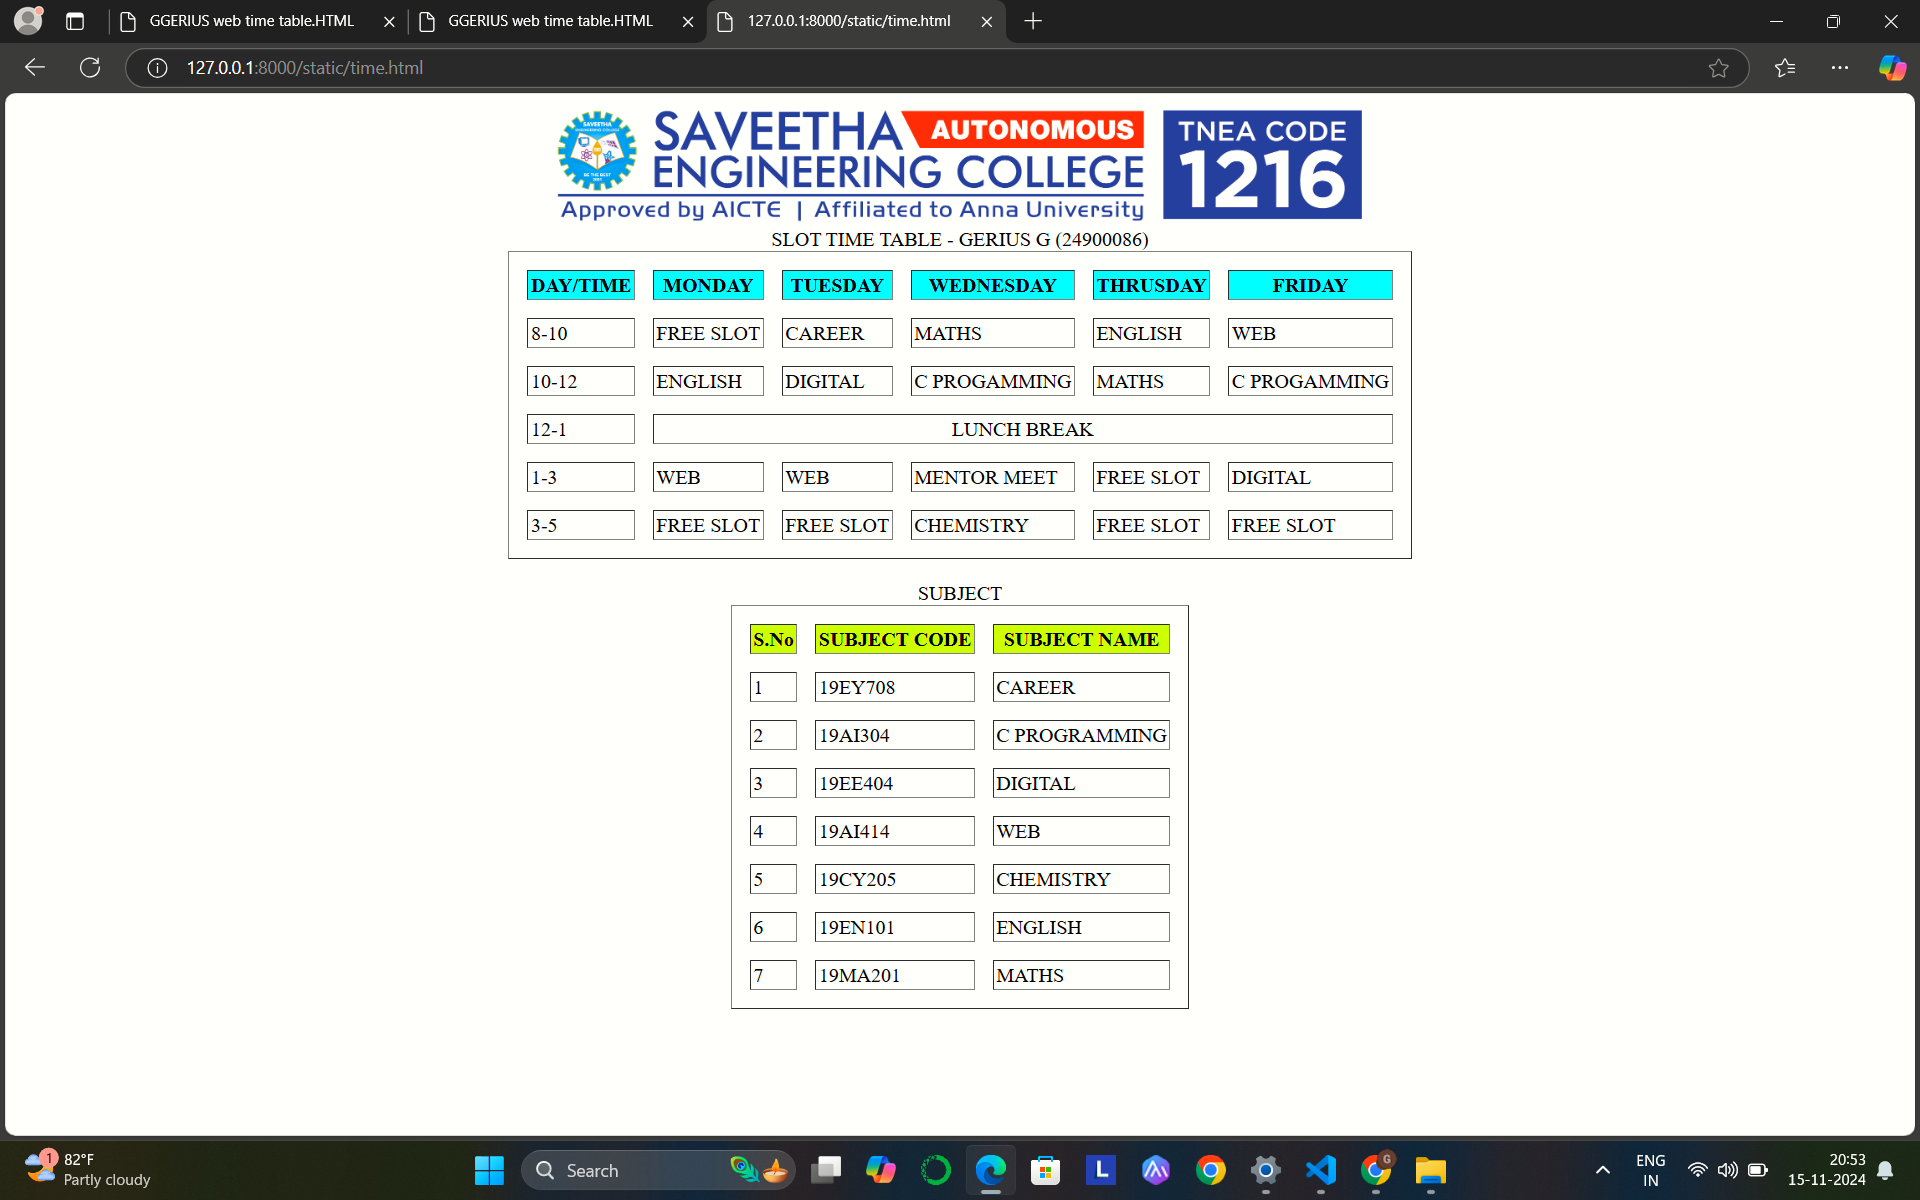 GGERIUS web time table.HTML
GGERIUS web time table.HTML
127.0.0.1:8000/static/time.html
127.0.0.1:8000/static/time.html
SAVEETHA AUTONOMOUS
ENGINEERING COLLEGE
Approved by AICTE | Affiliated to Anna University
TNEA CODE
1216
SLOT TIME TABLE - GERIUS G (24900086)
DAY/TIME MONDAY TUESDAY WEDNESDAY THRUSDAY FRIDAY
8-10 FREE SLOT CAREER MATHS ENGLISH WEB
10-12 ENGLISH DIGITAL C PROGAMMING MATHS C PROGAMMING
12-1 LUNCH BREAK
1-3 WEB WEB MENTOR MEET FREE SLOT DIGITAL
3-5 FREE SLOT FREE SLOT CHEMISTRY FREE SLOT FREE SLOT
SUBJECT
S.No SUBJECT CODE SUBJECT NAME
1 19EY708 CAREER
2 19AI304 C PROGRAMMING
3 19EE404 DIGITAL
4 19AI414 WEB
5 19CY205 CHEMISTRY
6 19EN101 ENGLISH
7 19MA201 MATHS
1
82°F
Partly cloudy
Search
L
G
ENG
IN
20:53
15-11-2024